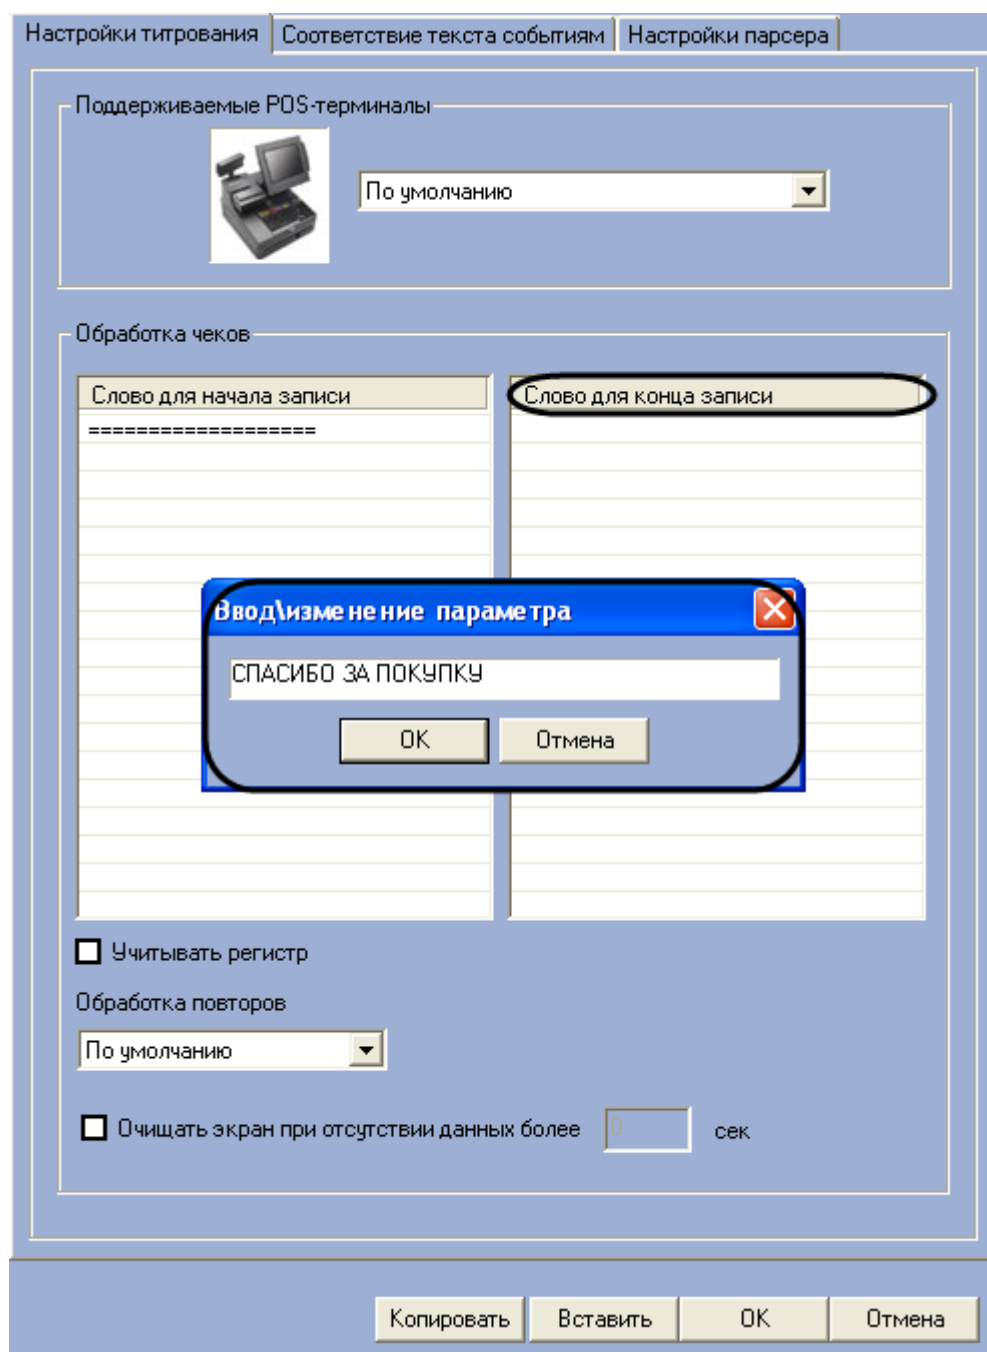 Настройки титрования Соответствие текста событиям Настройки парсера
Поддерживаемые POS-терминалы
По умолчанию
Обработка чеков
Слово для начала записи Слово для конца записи
===================
Ввод\изменение параметра
СПАСИБО ЗА ПОКУПКУ
OK Отмена
Учитывать регистр
Обработка повторов
По умолчанию
Очищать экран при отсутствии данных более 0 сек
Копировать Вставить OK Отмена